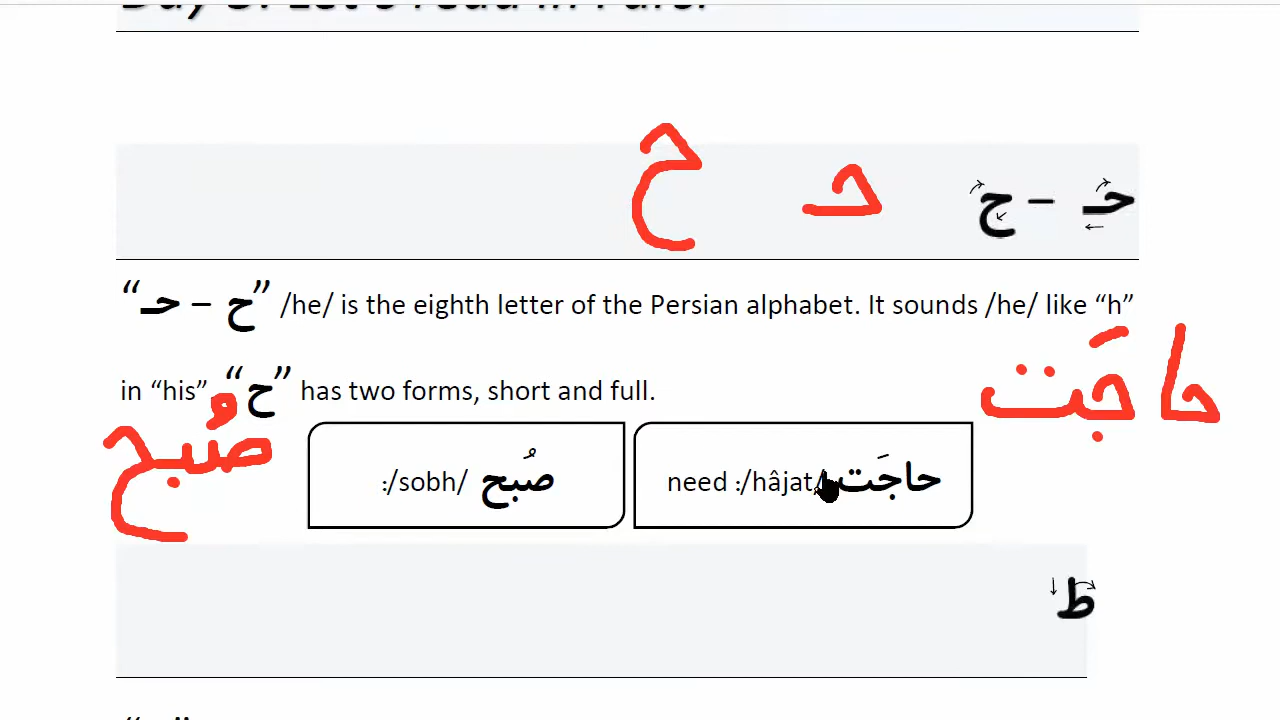 ح حـ حـ – ح
“حـ – ح” /he/ is the eighth letter of the Persian alphabet. It sounds /he/ like “h”
in “his” “ح” has two forms, short and full.
حاجَت
صُبح
:/sobh/ صُبح
need :/hâjat/ حاجَت
ط